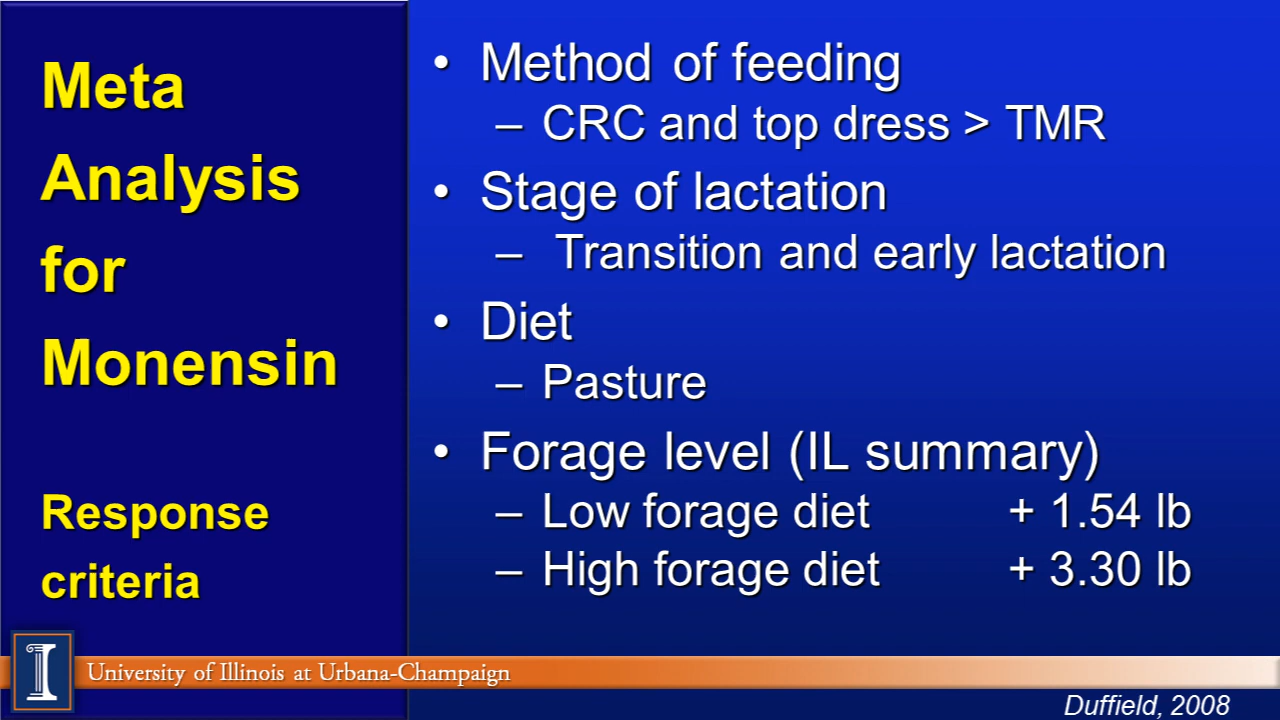 Meta
Analysis
for
Monensin
Response
criteria
• Method of feeding
– CRC and top dress > TMR
• Stage of lactation
– Transition and early lactation
• Diet
– Pasture
• Forage level (IL summary)
– Low forage diet + 1.54 lb
– High forage diet + 3.30 lb
I
University of Illinois at Urbana-Champaign
Duffield, 2008